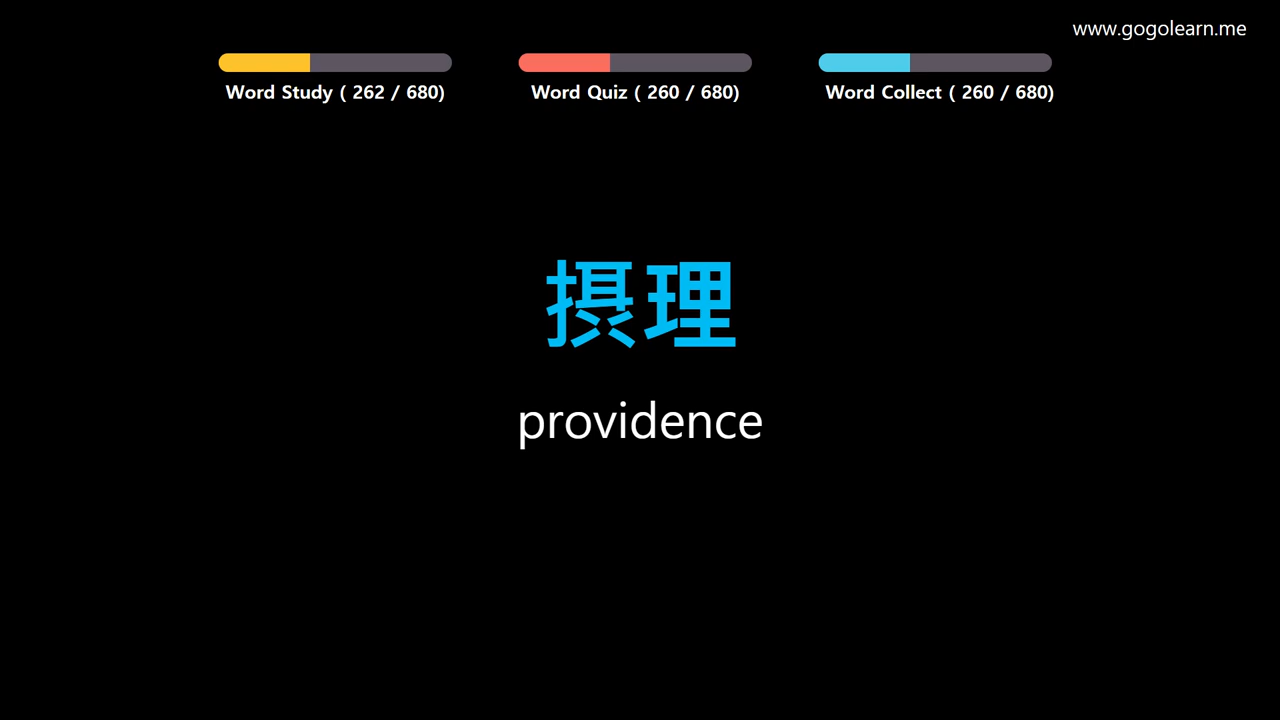 www.gogolearn.me
Word Study ( 262 / 680)
Word Quiz ( 260 / 680)
Word Collect ( 260 / 680)
摂理
providence